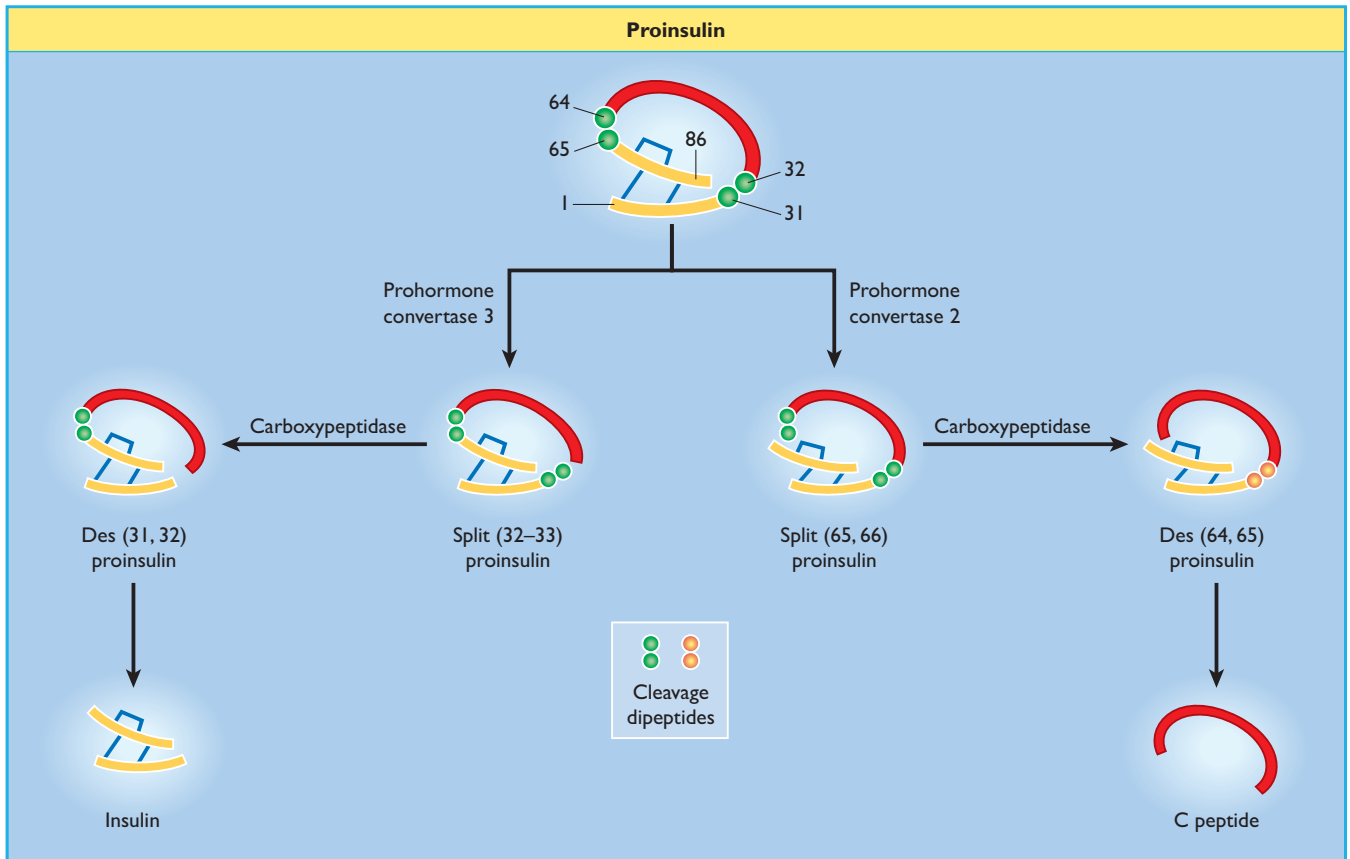 Proinsulin
64
65
86
32
1
31
Prohormone
convertase 3
Prohormone
convertase 2
Carboxypeptidase
Carboxypeptidase
Des (31, 32)
proinsulin
Split (32–33)
proinsulin
Split (65, 66)
proinsulin
Des (64, 65)
proinsulin
Cleavage
dipeptides
Insulin
C peptide